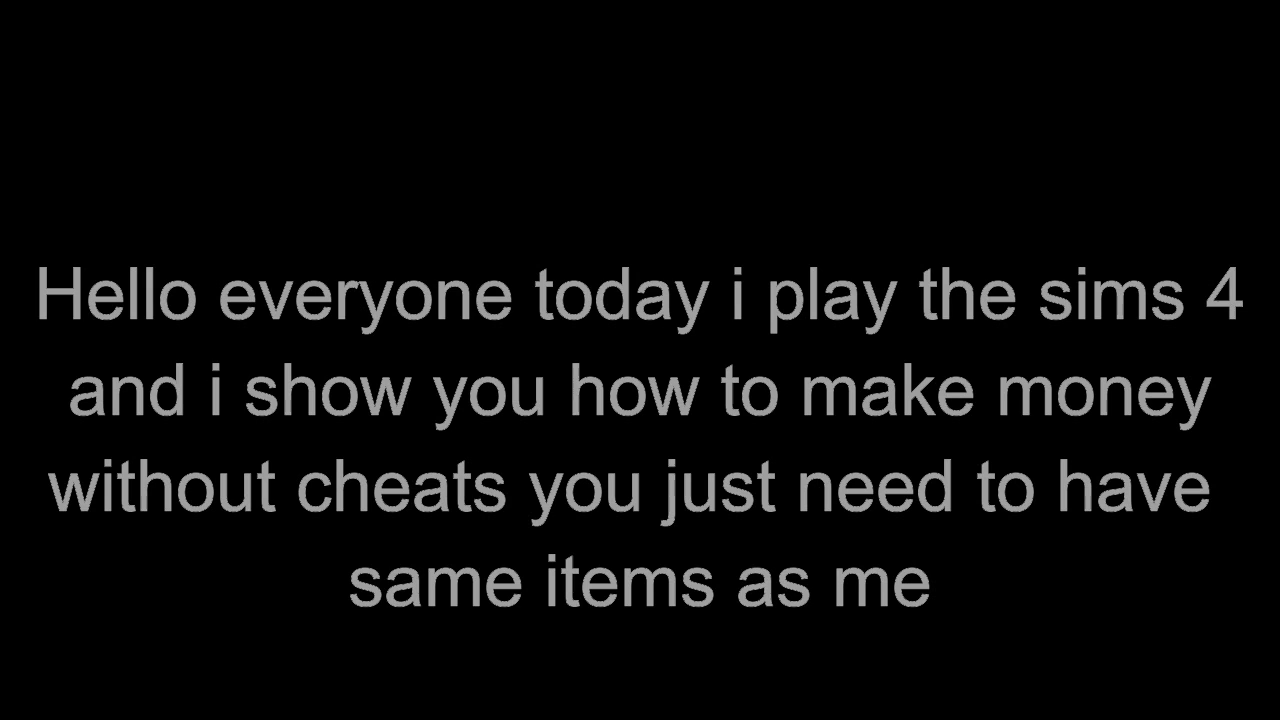 Hello everyone today i play the sims 4
and i show you how to make money
without cheats you just need to have
same items as me